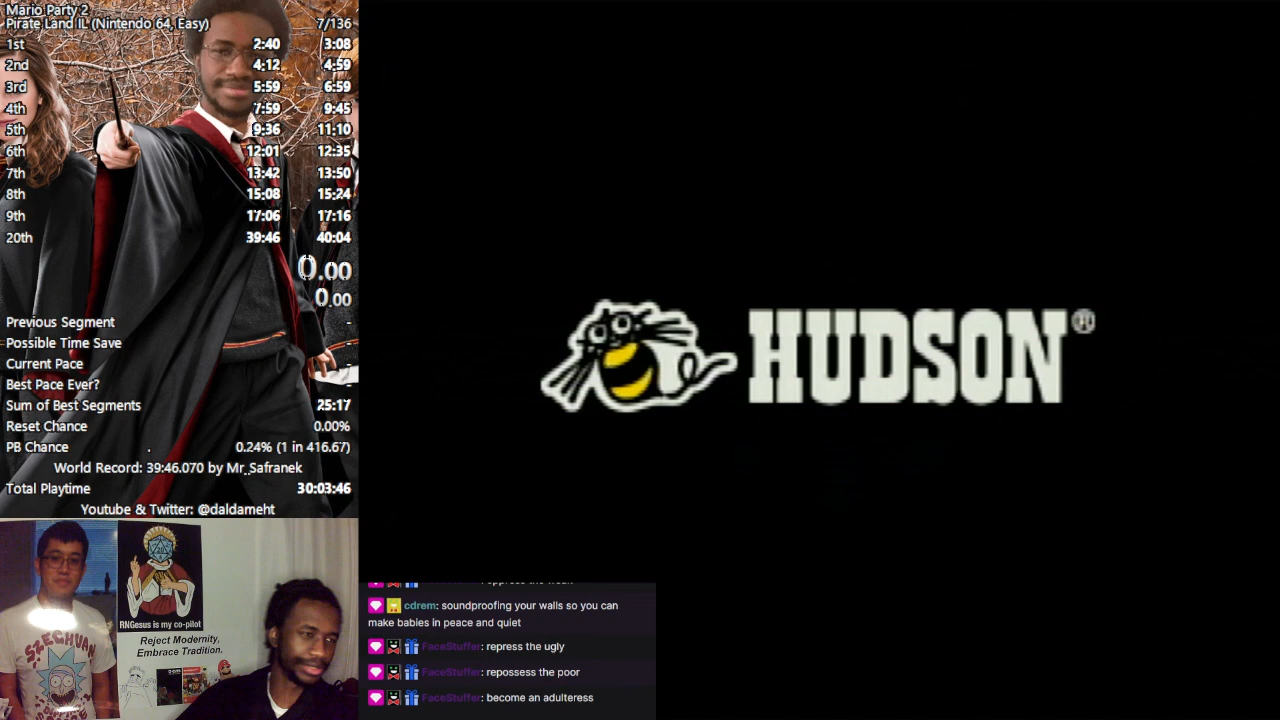 Mario Party 2
Pirate Land IL (Nintendo 64, Easy) 7/136
1st 2:40 3:08
2nd 4:12 4:59
3rd 5:59 6:59
4th 7:59 9:45
5th 9:36 11:10
6th 12:01 12:35
7th 13:42 13:50
8th 15:08 15:24
9th 17:06 17:16
20th 39:46 40:04
0.00
0.00
Previous Segment -
Possible Time Save -
Current Pace -
Best Pace Ever? -
Sum of Best Segments 25:17
Reset Chance 0.00%
PB Chance 0.24% (1 in 416.67)
World Record: 39:46.070 by Mr_Safranek
Total Playtime 30:03:46
Youtube & Twitter: @daldameht
HUDSON®
RNGesus is my co-pilot
Reject Modernity,
Embrace Tradition.
SZECHUAN
cdrem: soundproofing your walls so you can
make babies in peace and quiet
FaceStuffer: repress the ugly
FaceStuffer: repossess the poor
FaceStuffer: become an adulteress